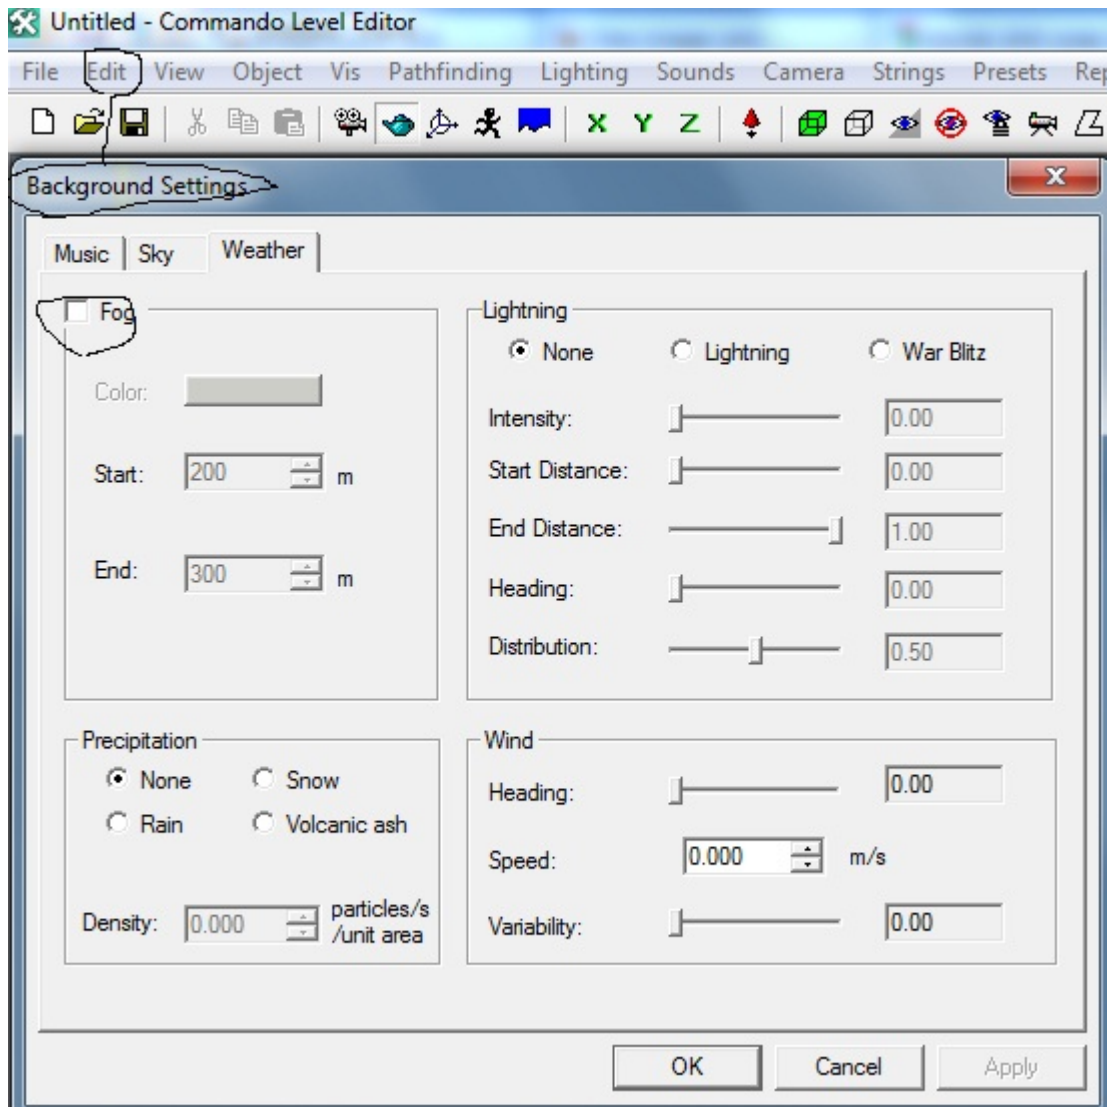 Untitled - Commando Level Editor
File Edit View Object Vis Pathfinding Lighting Sounds Camera Strings Presets Rep
X Y Z
Background Settings
Music Sky Weather
Fog
Color:
Start: 200 m
End: 300 m
Lightning
None Lightning War Blitz
Intensity: 0.00
Start Distance: 0.00
End Distance: 1.00
Heading: 0.00
Distribution: 0.50
Precipitation
None Snow
Rain Volcanic ash
Density: 0.000 particles/s
/unit area
Wind
Heading: 0.00
Speed: 0.000 m/s
Variability: 0.00
OK Cancel Apply